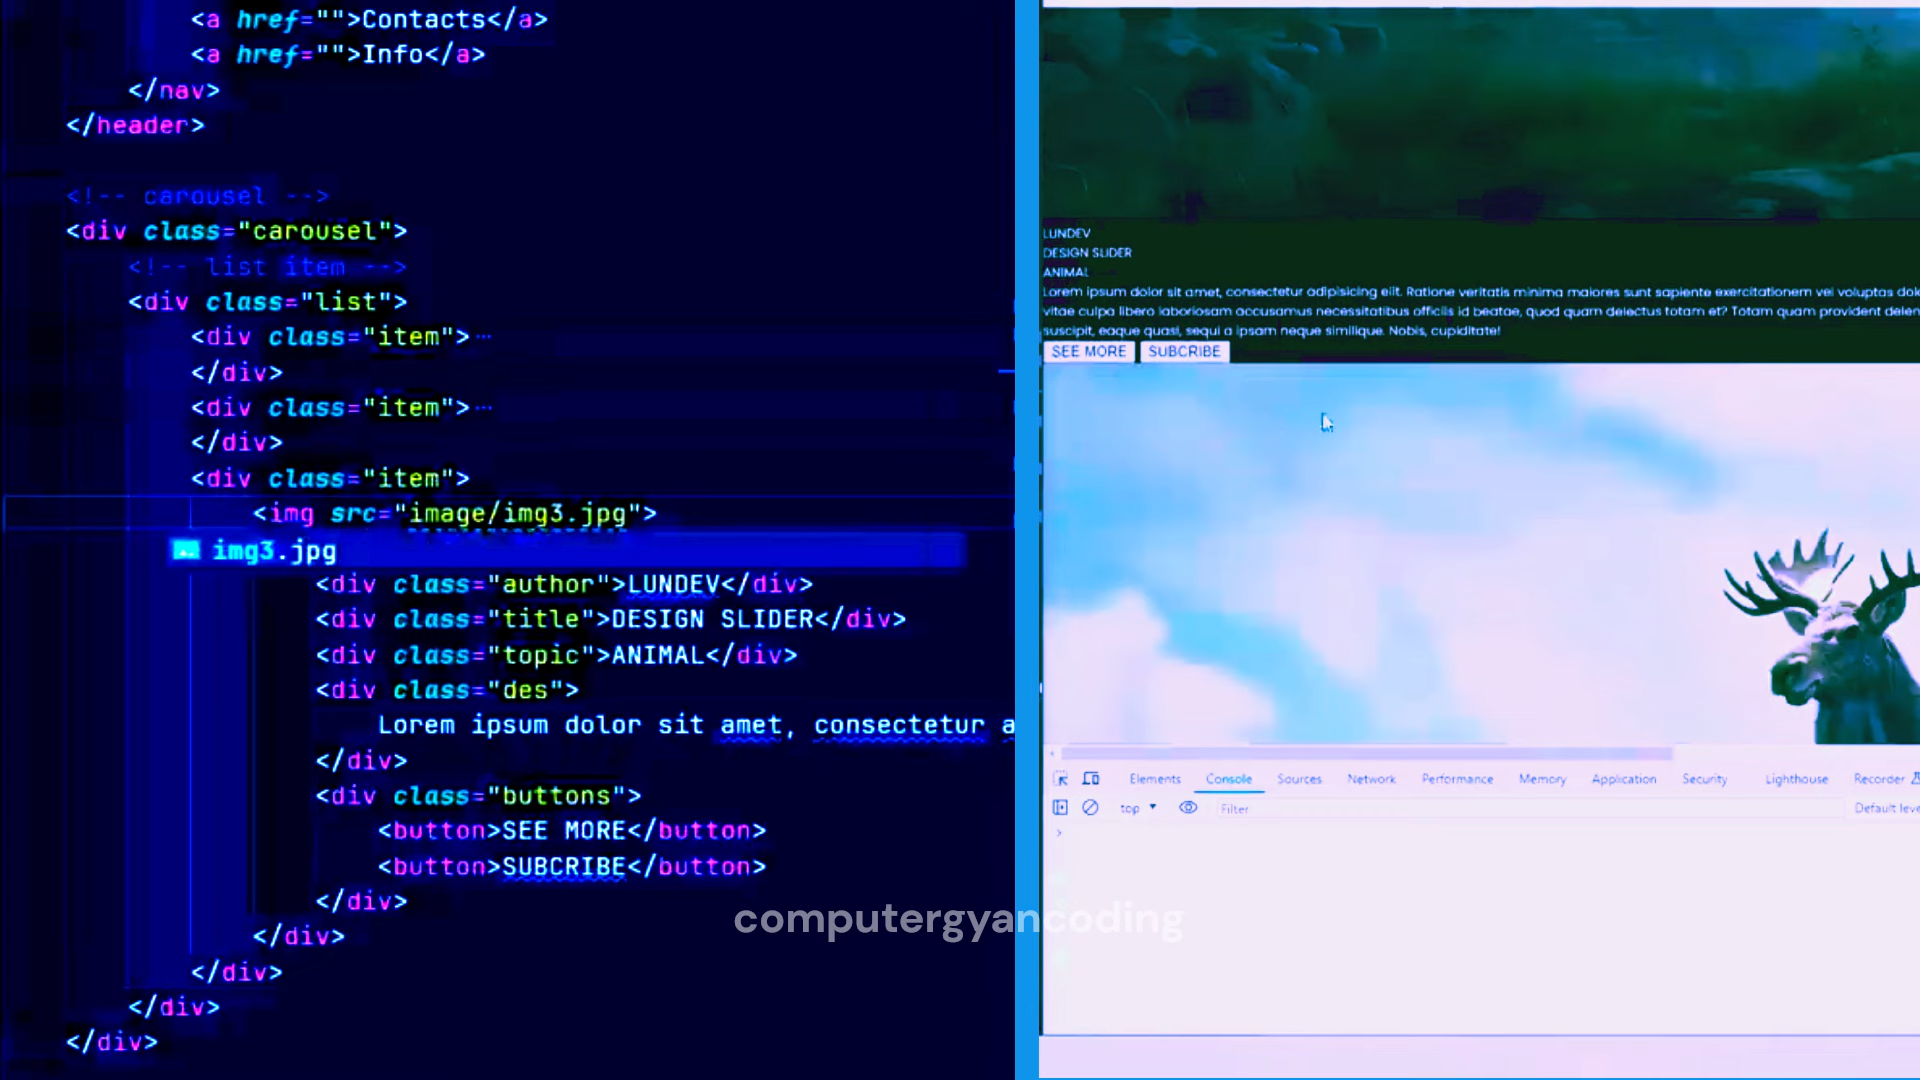 <a href="">Contacts</a>
<a href="">Info</a>
</nav>
</header>
<!-- carousel -->
<div class="carousel">
<!-- list item -->
<div class="list">
<div class="item">···
</div>
<div class="item">···
</div>
<div class="item">
<img src="image/img3.jpg">
img3.jpg
<div class="author">LUNDEV</div>
<div class="title">DESIGN SLIDER</div>
<div class="topic">ANIMAL</div>
<div class="des">
Lorem ipsum dolor sit amet, consectetur a
</div>
<div class="buttons">
<button>SEE MORE</button>
<button>SUBCRIBE</button>
</div>
</div>
</div>
</div>
</div>
LUNDEV
DESIGN SLIDER
ANIMAL
Lorem ipsum dolor sit amet, consectetur adipisicing elit. Ratione veritatis minima maiores sunt sapiente exercitationem vel voluptas dol
vitae culpa libero laboriosam accusamus necessitatibus officiis id beatae, quod quam delectus totam et? Totam quam provident delen
suscipit, eaque quasi, sequi a ipsam neque similique. Nobis, cupiditate!
SEE MORE SUBCRIBE
Elements Console Sources Network Performance Memory Application Security Lighthouse Recorder
top Filter Default leve
computergyancoding